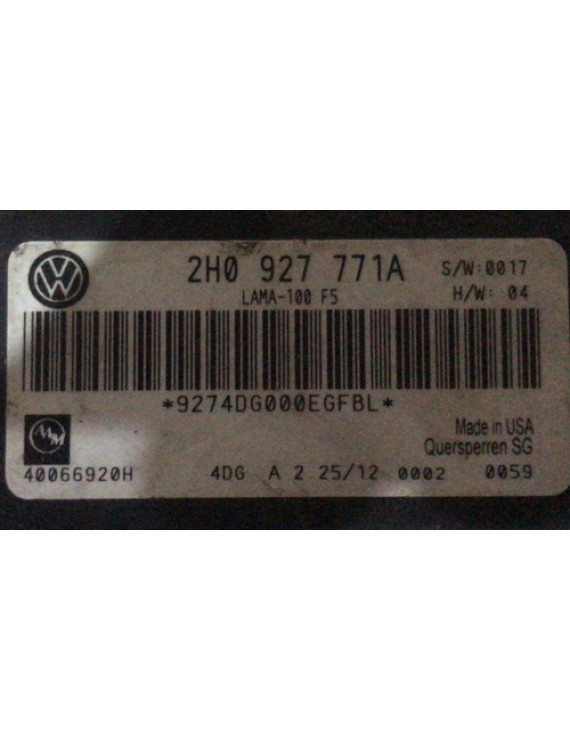 2H0 927 771A
S/W:0017
LAMA-100 F5
H/W: 04
*9274DG000EGFBL*
Made in USA
Quersperren SG
40066920H 4DG A 2 25/12 0002 0059